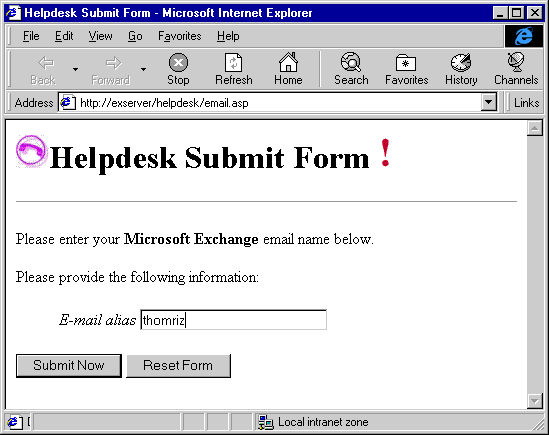 Helpdesk Submit Form - Microsoft Internet Explorer
File Edit View Go Favorites Help
Back Forward Stop Refresh Home Search Favorites History Channels
Address http://exserver/helpdesk/email.asp Links
Helpdesk Submit Form !
Please enter your Microsoft Exchange email name below.
Please provide the following information:
E-mail alias thomriz
Submit Now Reset Form
Local intranet zone